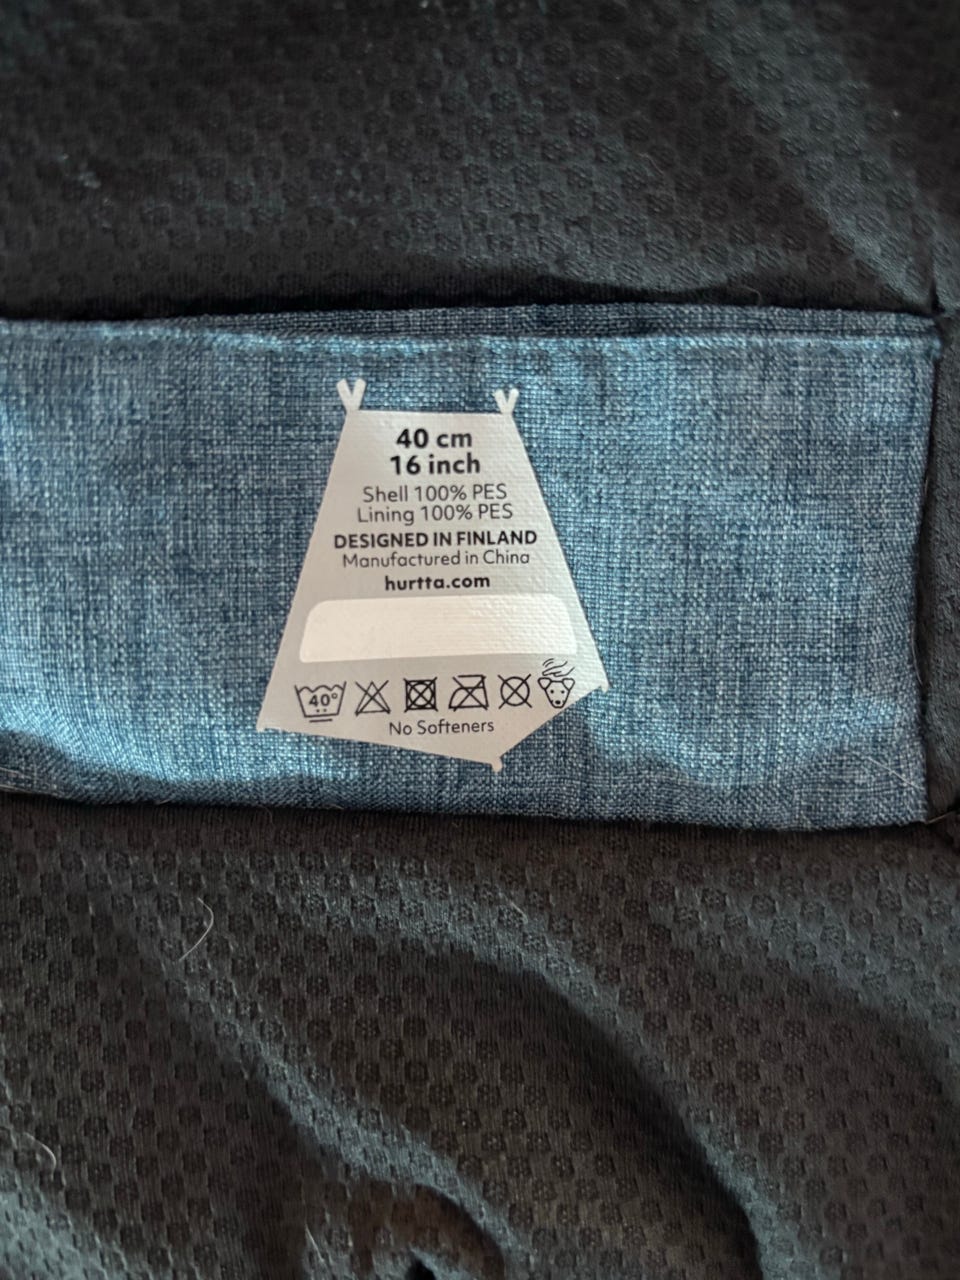 40 cm
16 inch
Shell 100% PES
Lining 100% PES
DESIGNED IN FINLAND
Manufactured in China
hurtta.com
40°
No Softeners